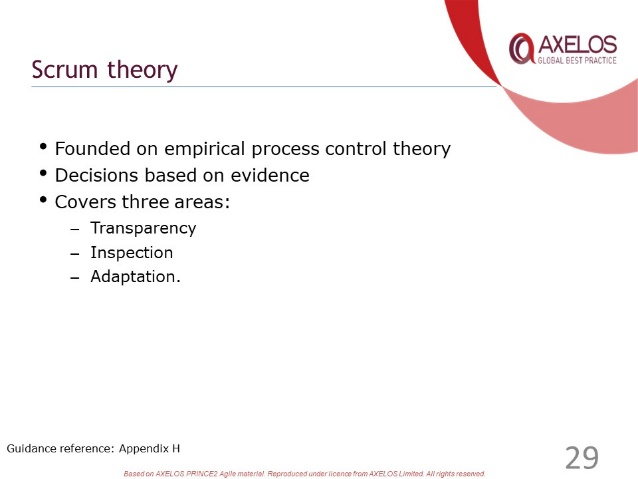 AXELOS
GLOBAL BEST PRACTICE
Scrum theory
• Founded on empirical process control theory
• Decisions based on evidence
• Covers three areas:
– Transparency
– Inspection
– Adaptation.
Guidance reference: Appendix H
29
Based on AXELOS PRINCE2 Agile material. Reproduced under licence from AXELOS Limited. All rights reserved.